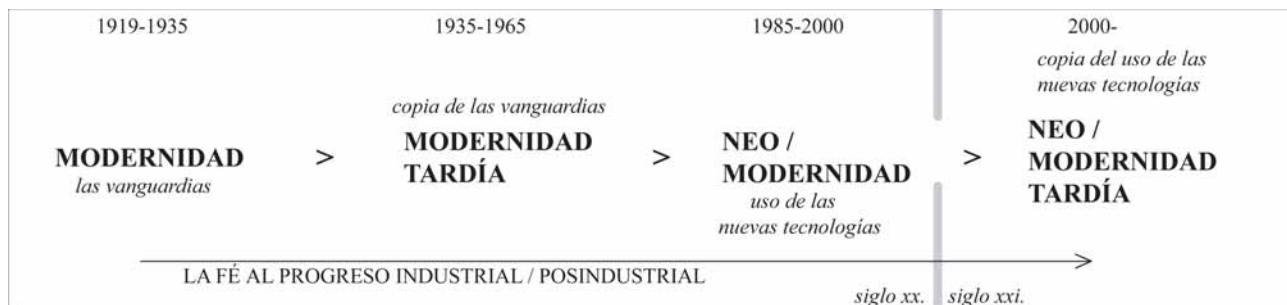 1919-1935
1935-1965
1985-2000
2000-
copia del uso de las
nuevas tecnologías
copia de las vanguardias
MODERNIDAD
las vanguardias
>
MODERNIDAD
TARDÍA
>
NEO /
MODERNIDAD
uso de las
nuevas tecnologías
>
NEO /
MODERNIDAD
TARDÍA
LA FÉ AL PROGRESO INDUSTRIAL / POSINDUSTRIAL
siglo xx.
siglo xxi.